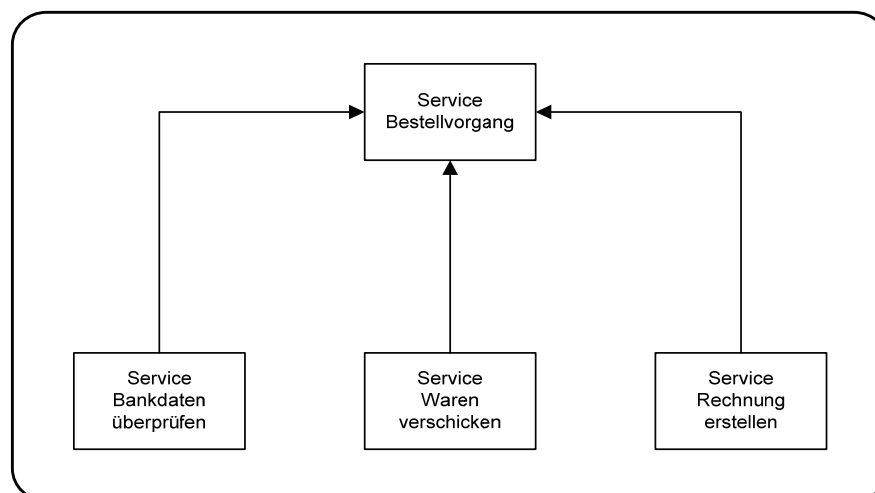 Service
Bestellvorgang
Service
Bankdaten
überprüfen
Service
Waren
verschicken
Service
Rechnung
erstellen